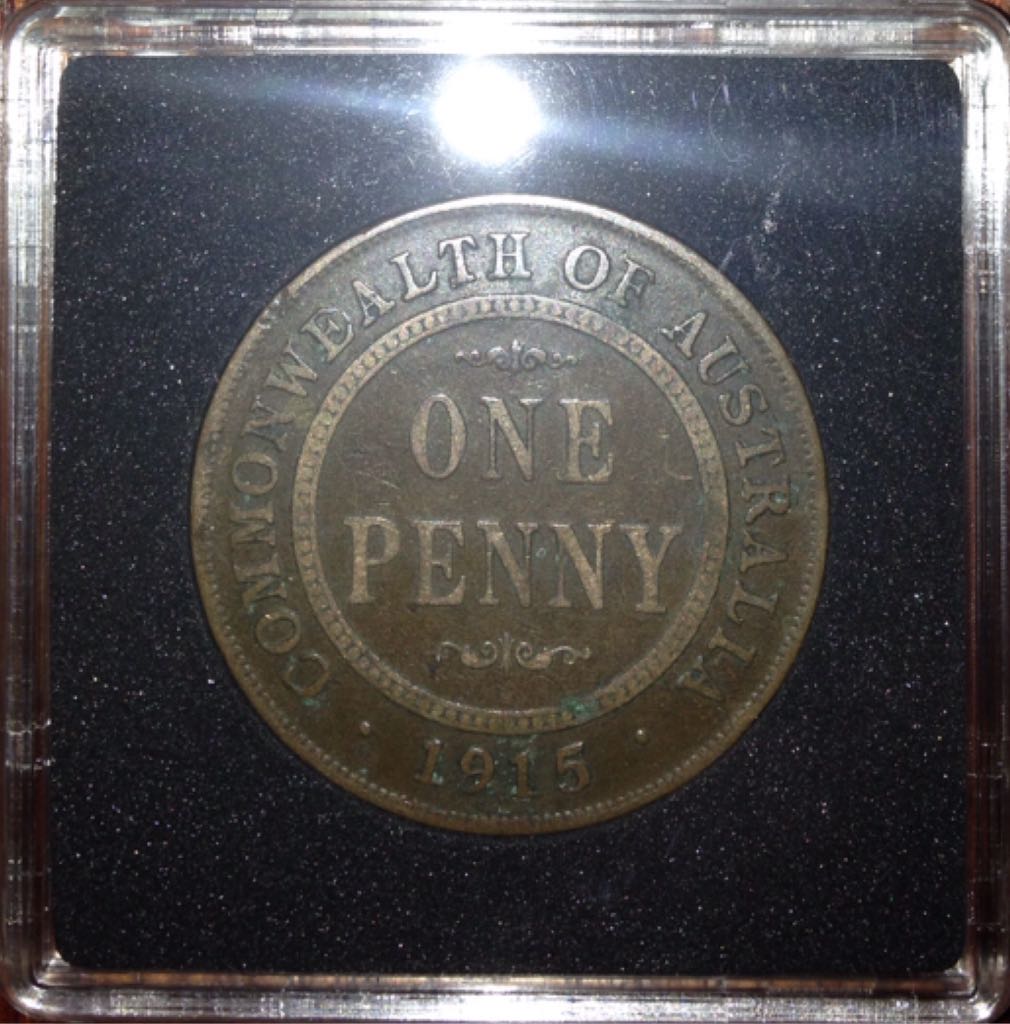 COMMONWEALTH OF AUSTRALIA
ONE
PENNY
· 1915 ·